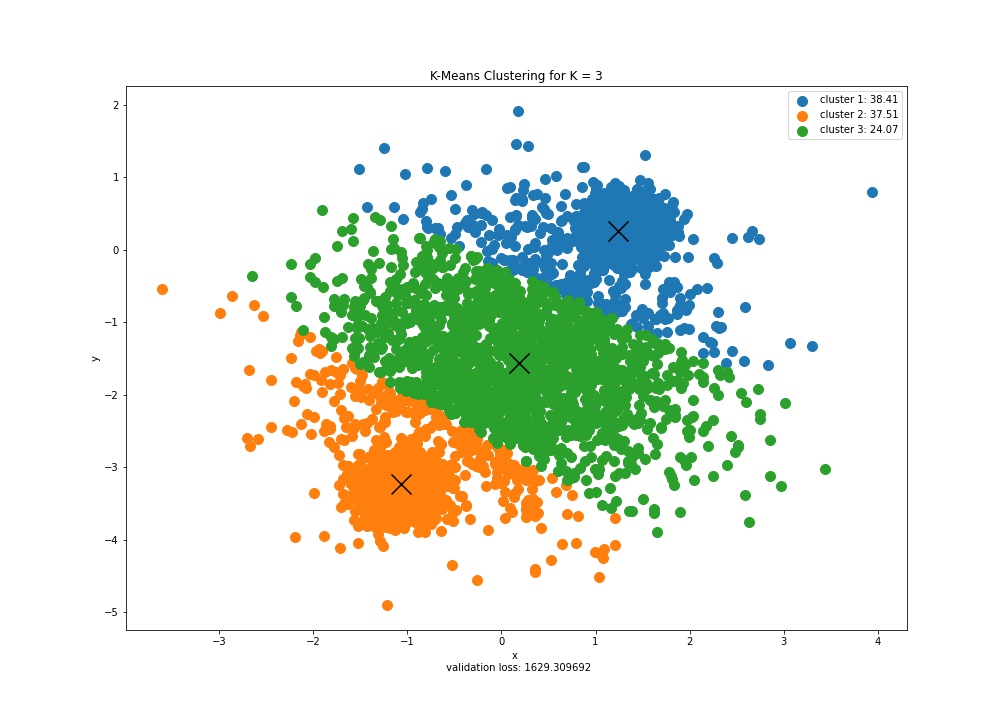 K-Means Clustering for K = 3
cluster 1: 38.41
cluster 2: 37.51
cluster 3: 24.07
2
1
0
−1
−2
−3
−4
−5
y
−3 −2 −1 0 1 2 3 4
x
validation loss: 1629.309692